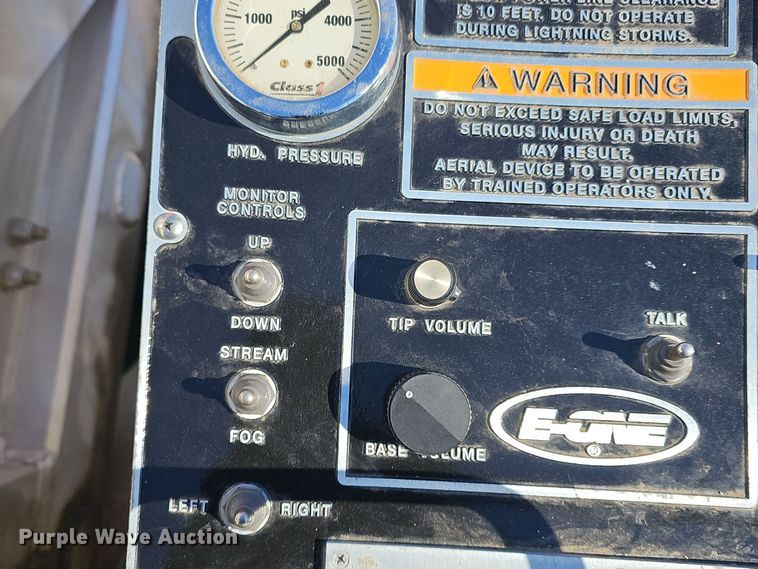 IS 10 FEET. DO NOT OPERATE
DURING LIGHTNING STORMS.
1000
psi
4000
5000
Class 1
HYD. PRESSURE
WARNING
DO NOT EXCEED SAFE LOAD LIMITS,
SERIOUS INJURY OR DEATH
MAY RESULT.
AERIAL DEVICE TO BE OPERATED
BY TRAINED OPERATORS ONLY.
MONITOR
CONTROLS
UP
DOWN
STREAM
FOG
LEFT
RIGHT
TIP VOLUME
TALK
BASE VOLUME
E-ONE
®
Purple Wave Auction